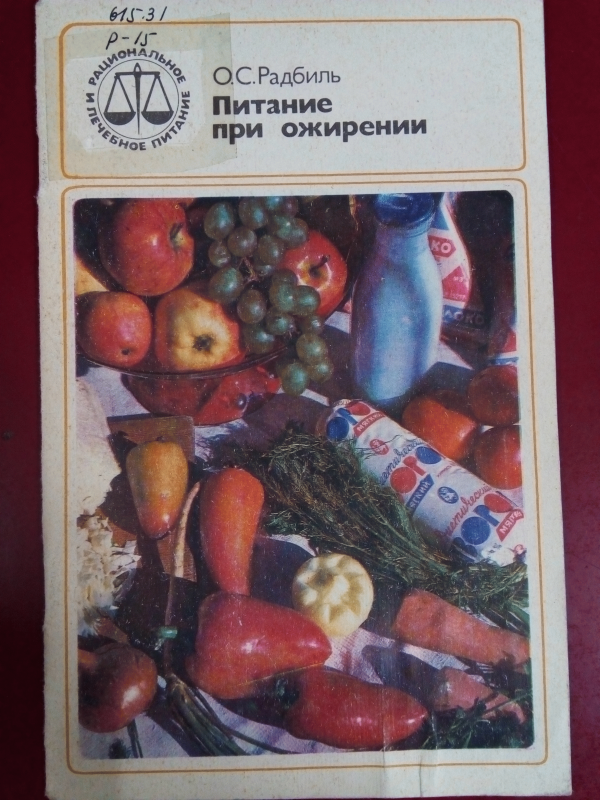 615.31
Р-15
РАЦИОНАЛЬНОЕ
И ЛЕЧЕБНОЕ ПИТАНИЕ
О.С.Радбиль
Питание
при ожирении